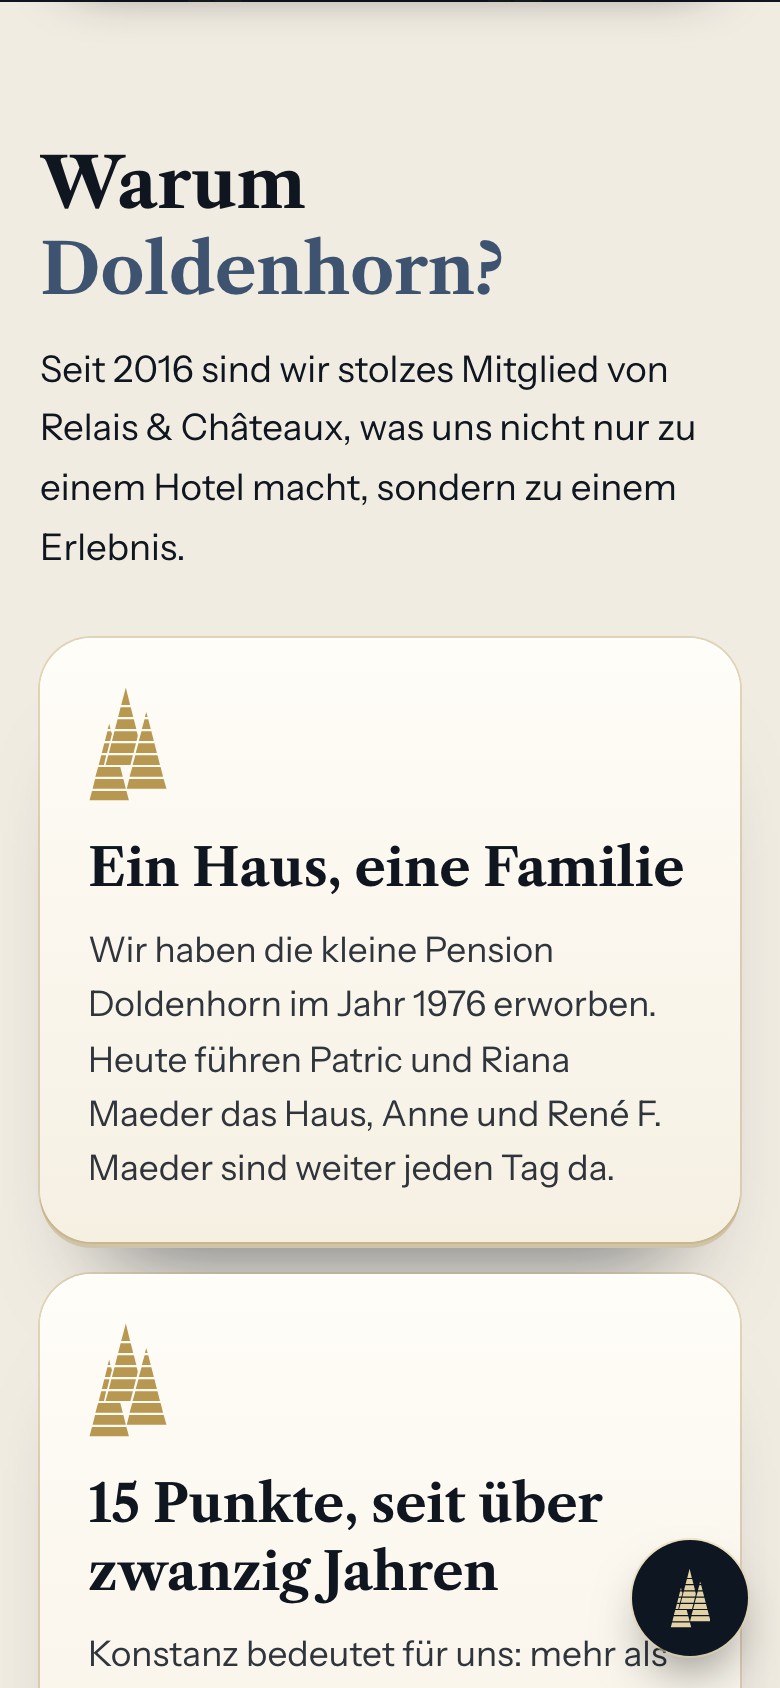 Warum
Doldenhorn?
Seit 2016 sind wir stolzes Mitglied von
Relais & Châteaux, was uns nicht nur zu
einem Hotel macht, sondern zu einem
Erlebnis.
Ein Haus, eine Familie
Wir haben die kleine Pension
Doldenhorn im Jahr 1976 erworben.
Heute führen Patric und Riana
Maeder das Haus, Anne und René F.
Maeder sind weiter jeden Tag da.
15 Punkte, seit über
zwanzig Jahren
Konstanz bedeutet für uns: mehr als